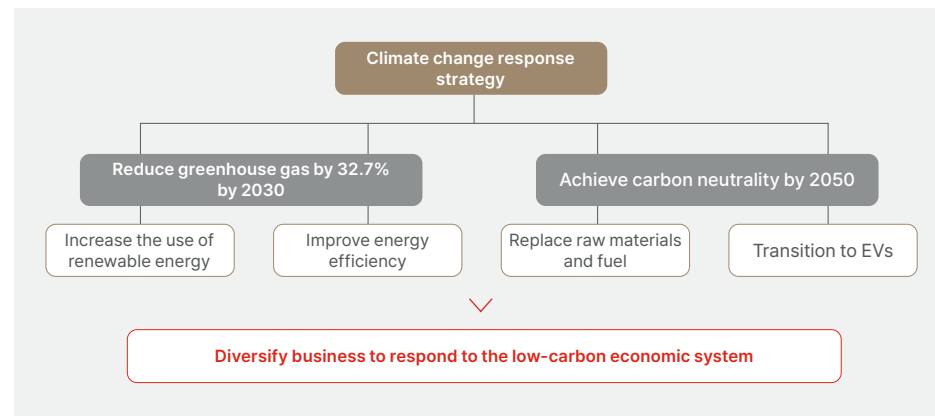 Climate change response
strategy
Reduce greenhouse gas by 32.7%
by 2030
Achieve carbon neutrality by 2050
Increase the use of
renewable energy
Improve energy
efficiency
Replace raw materials
and fuel
Transition to EVs
Diversify business to respond to the low-carbon economic system